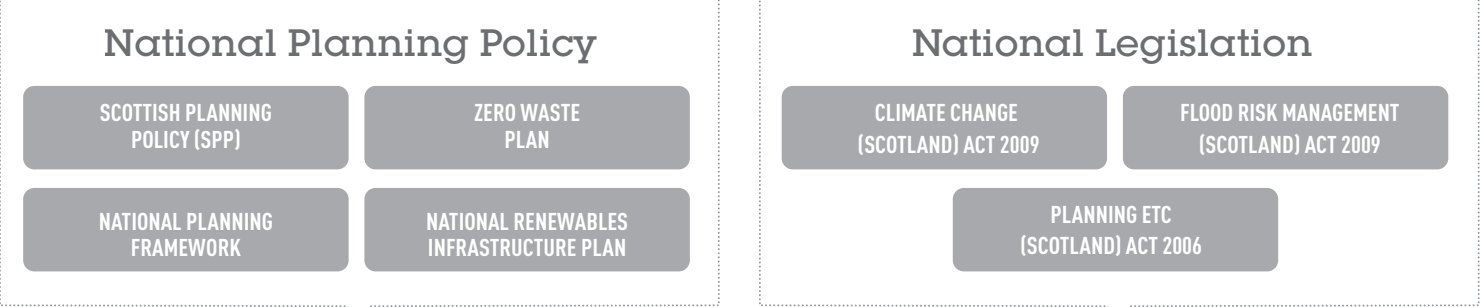 National Planning Policy
SCOTTISH PLANNING
POLICY (SPP)
ZERO WASTE
PLAN
NATIONAL PLANNING
FRAMEWORK
NATIONAL RENEWABLES
INFRASTRUCTURE PLAN
National Legislation
CLIMATE CHANGE
(SCOTLAND) ACT 2009
FLOOD RISK MANAGEMENT
(SCOTLAND) ACT 2009
PLANNING ETC
(SCOTLAND) ACT 2006